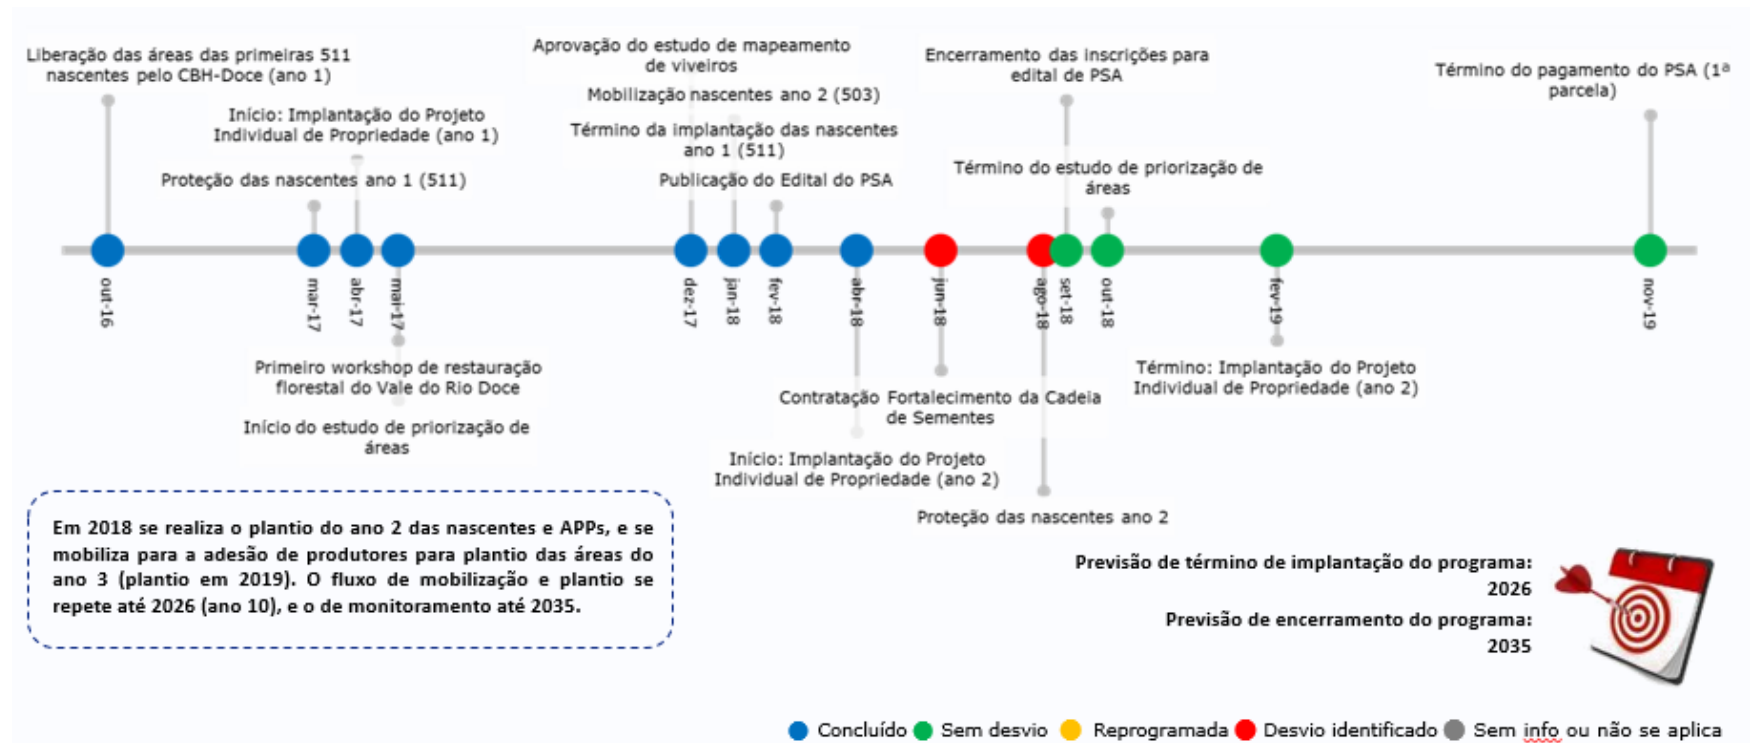 Liberação das áreas das primeiras 511
nascentes pelo CBH-Doce (ano 1)
Início: Implantação do Projeto
Individual de Propriedade (ano 1)
Proteção das nascentes ano 1 (511)
Aprovação do estudo de mapeamento
de viveiros
Mobilização nascentes ano 2 (503)
Término da implantação das nascentes
ano 1 (511)
Publicação do Edital do PSA
Encerramento das inscrições para
edital de PSA
Término do estudo de priorização de
áreas
Término do pagamento do PSA (1ª
parcela)
out-16
mar-17
abr-17
mai-17
dez-17
jan-18
fev-18
abr-18
jun-18
ago-18
set-18
out-18
fev-19
nov-19
Primeiro workshop de restauração
florestal do Vale do Rio Doce
Início do estudo de priorização de
áreas
Contratação Fortalecimento da Cadeia
de Sementes
Início: Implantação do Projeto
Individual de Propriedade (ano 2)
Proteção das nascentes ano 2
Término: Implantação do Projeto
Individual de Propriedade (ano 2)
Em 2018 se realiza o plantio do ano 2 das nascentes e APPs, e se
mobiliza para a adesão de produtores para plantio das áreas do
ano 3 (plantio em 2019). O fluxo de mobilização e plantio se
repete até 2026 (ano 10), e o de monitoramento até 2035.
Previsão de término de implantação do programa:
2026
Previsão de encerramento do programa:
2035
Concluído
Sem desvio
Reprogramada
Desvio identificado
Sem info ou não se aplica